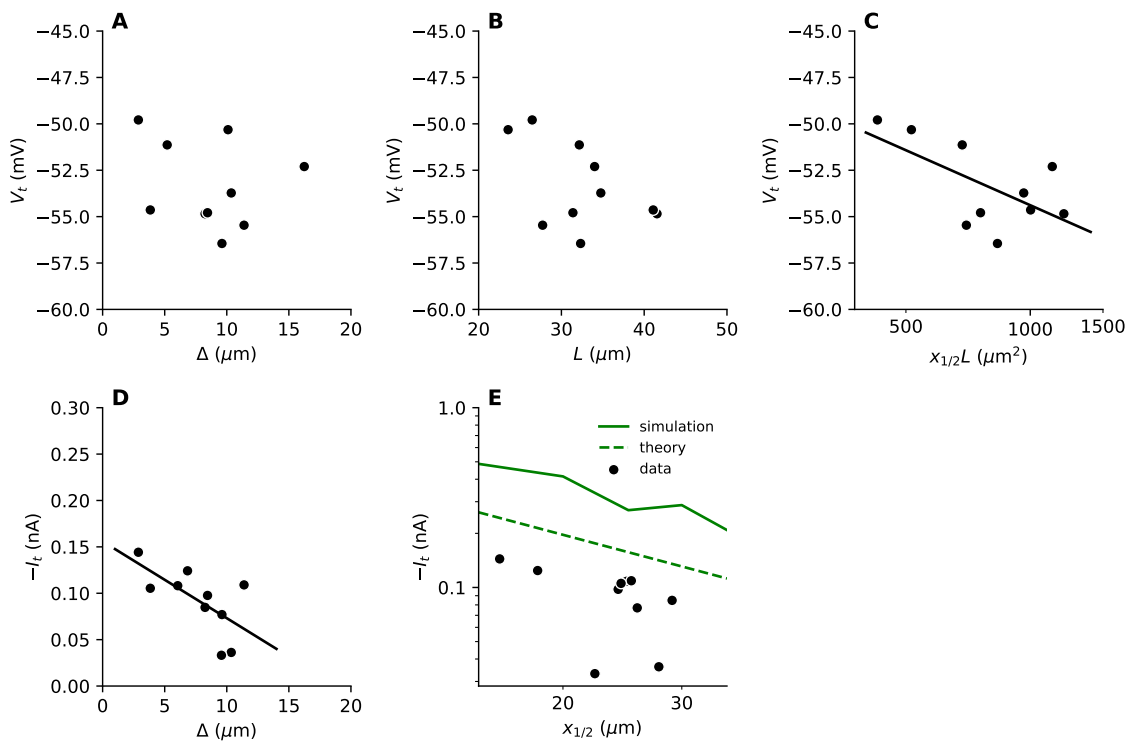 A
−45.0
−47.5
−50.0
−52.5
−55.0
−57.5
−60.0
V_t (mV)
0 5 10 15 20
Δ (μm)
B
−45.0
−47.5
−50.0
−52.5
−55.0
−57.5
−60.0
V_t (mV)
20 30 40 50
L (μm)
C
−45.0
−47.5
−50.0
−52.5
−55.0
−57.5
−60.0
V_t (mV)
500 1000 1500
x_{1/2}L (μm²)
D
0.30
0.25
0.20
0.15
0.10
0.05
0.00
−I_t (nA)
0 5 10 15 20
Δ (μm)
E
1.0
0.1
−I_t (nA)
simulation
theory
data
20 30
x_{1/2} (μm)